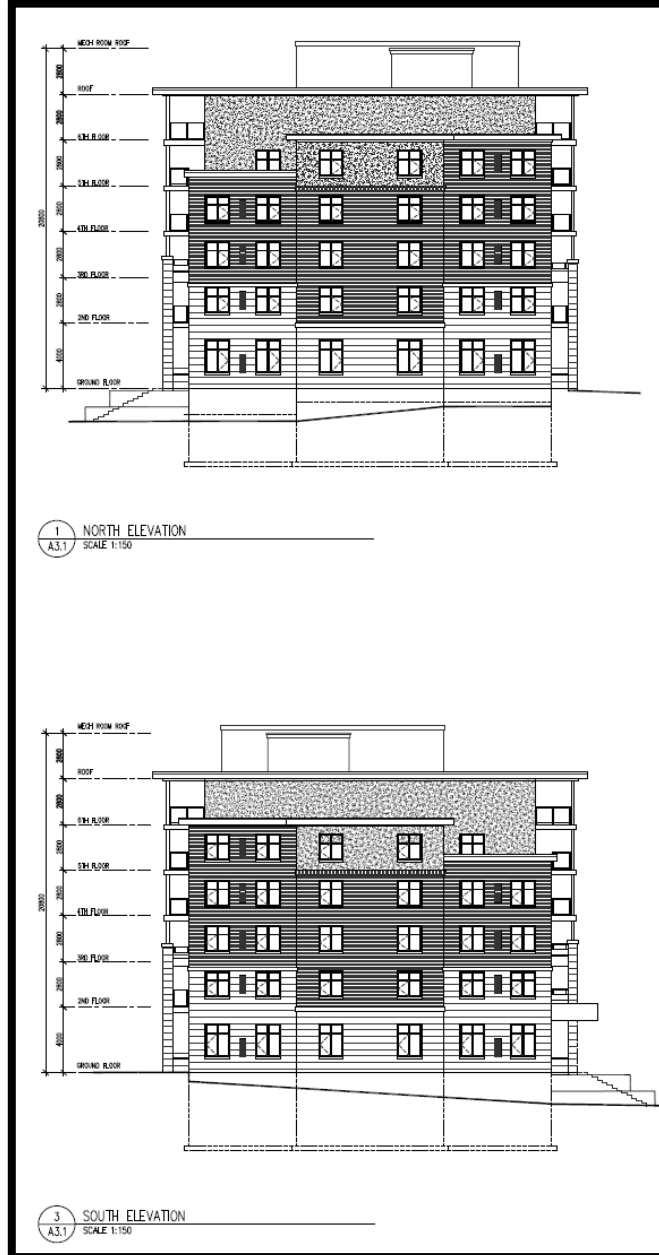 MECH ROOM ROOF
2800
ROOF
2800
6TH FLOOR
2800
5TH FLOOR
2800
20800
4TH FLOOR
2800
3RD FLOOR
2800
2ND FLOOR
4000
GROUND FLOOR
1
A3.1
NORTH ELEVATION
SCALE 1:150
MECH ROOM ROOF
2800
ROOF
2800
6TH FLOOR
2800
5TH FLOOR
2800
20800
4TH FLOOR
2800
3RD FLOOR
2800
2ND FLOOR
4000
GROUND FLOOR
3
A3.1
SOUTH ELEVATION
SCALE 1:150